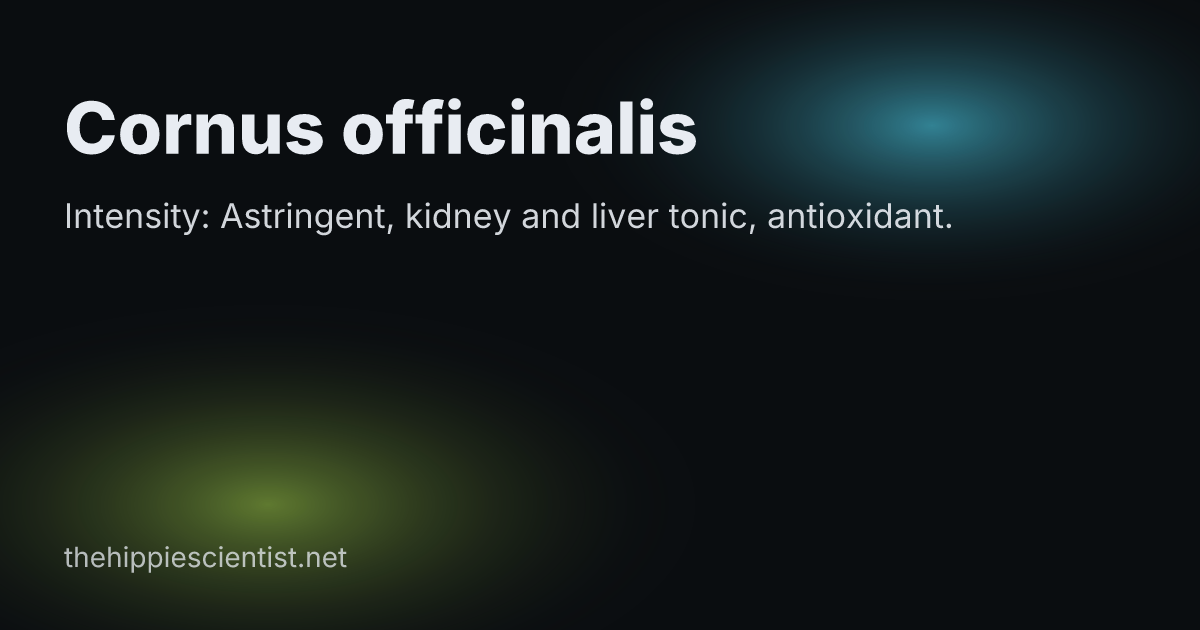 Cornus officinalis
Intensity: Astringent, kidney and liver tonic, antioxidant.
thehippiescientist.net